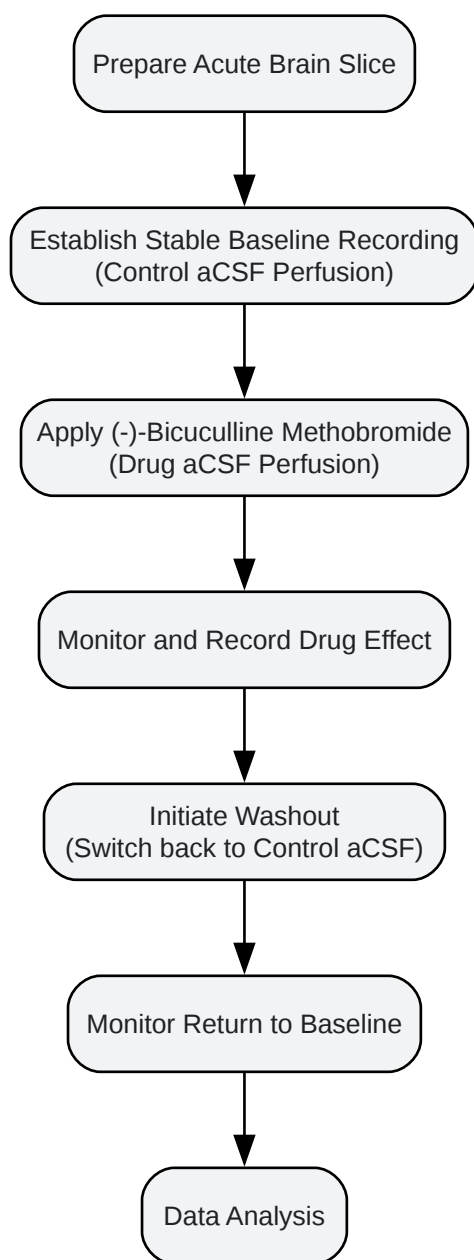 Prepare Acute Brain Slice
Establish Stable Baseline Recording
(Control aCSF Perfusion)
Apply (-)-Bicuculline Methobromide
(Drug aCSF Perfusion)
Monitor and Record Drug Effect
Initiate Washout
(Switch back to Control aCSF)
Monitor Return to Baseline
Data Analysis